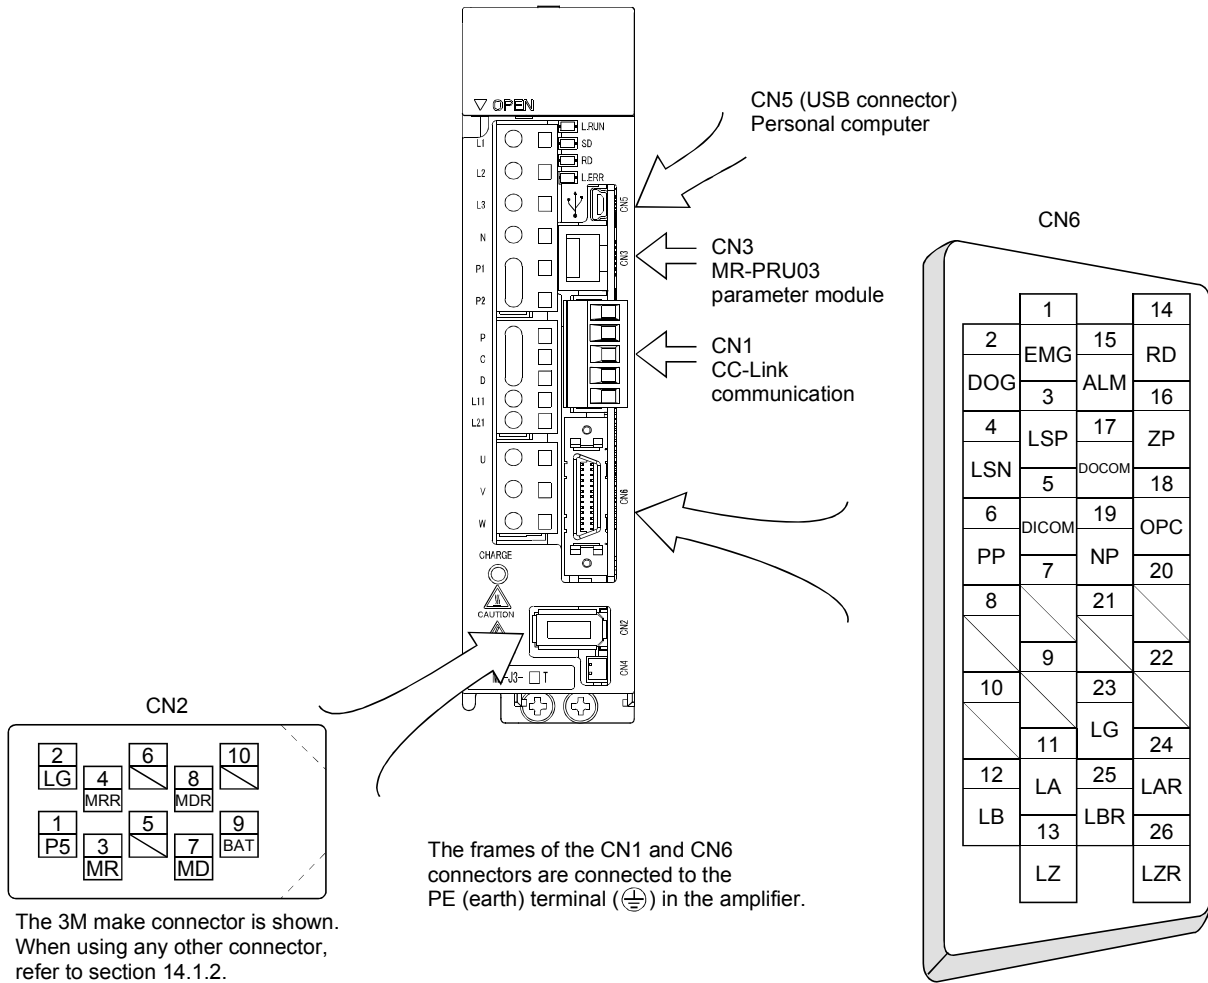 ▽ OPEN
L1
L2
L3
N
P1
P2
P
C
D
L11
L21
U
V
W
L.RUN
SD
RD
L.ERR
CN5
CN3
CN6
CHARGE
CAUTION
CN2
CN4
-J3- □ T
CN5 (USB connector)
Personal computer
CN3
MR-PRU03
parameter module
CN1
CC-Link
communication
CN6
1
EMG
2
DOG
3
LSP
4
LSN
5
DICOM
6
PP
7
8
9
10
11
LA
12
LB
13
LZ
14
RD
15
ALM
16
ZP
17
DOCOM
18
OPC
19
NP
20
21
22
23
LG
24
LAR
25
LBR
26
LZR
CN2
2
LG
4
MRR
6
8
MDR
10
1
P5
3
MR
5
7
MD
9
BAT
The 3M make connector is shown.
When using any other connector,
refer to section 14.1.2.
The frames of the CN1 and CN6
connectors are connected to the
PE (earth) terminal (⏚) in the amplifier.